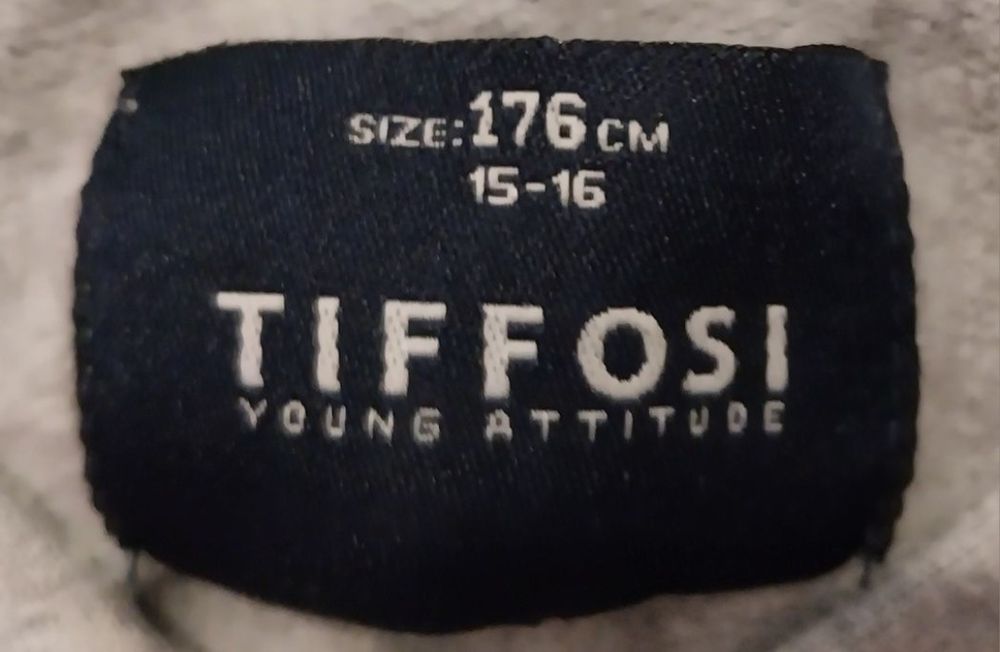 SIZE: 176 CM
15-16
TIFFOSI
YOUNG ATTITUDE